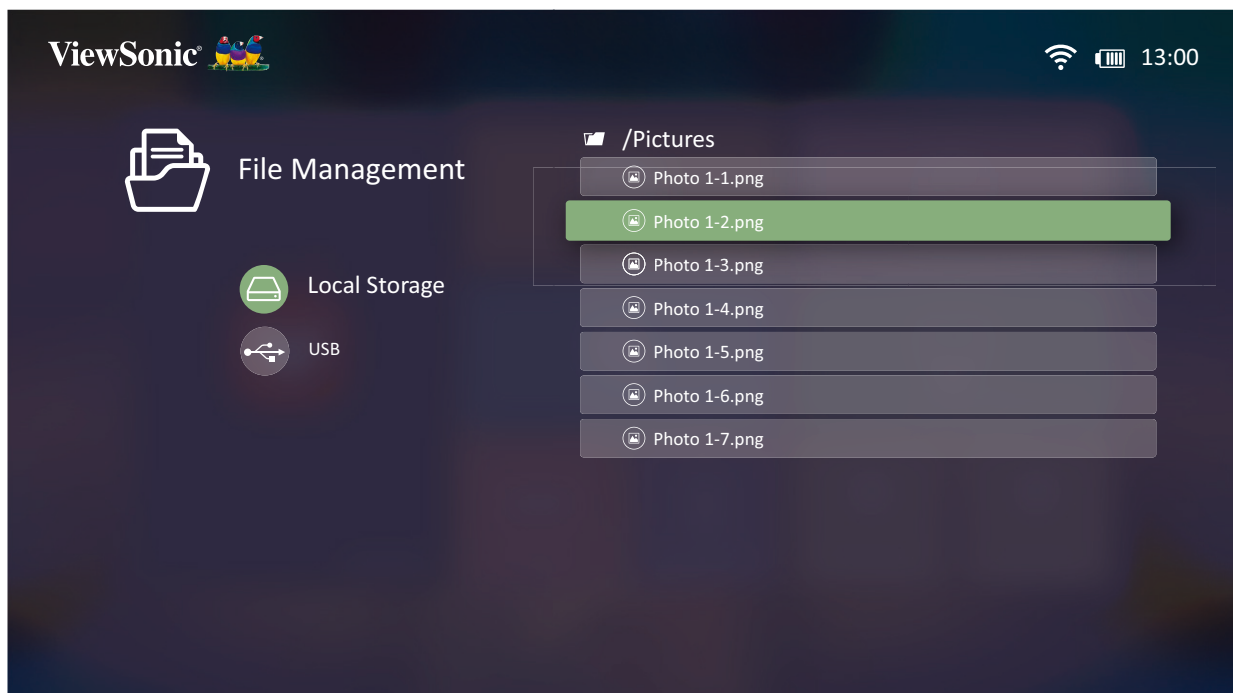 ViewSonic®
13:00
File Management
Local Storage
USB
/Pictures
Photo 1-1.png
Photo 1-2.png
Photo 1-3.png
Photo 1-4.png
Photo 1-5.png
Photo 1-6.png
Photo 1-7.png